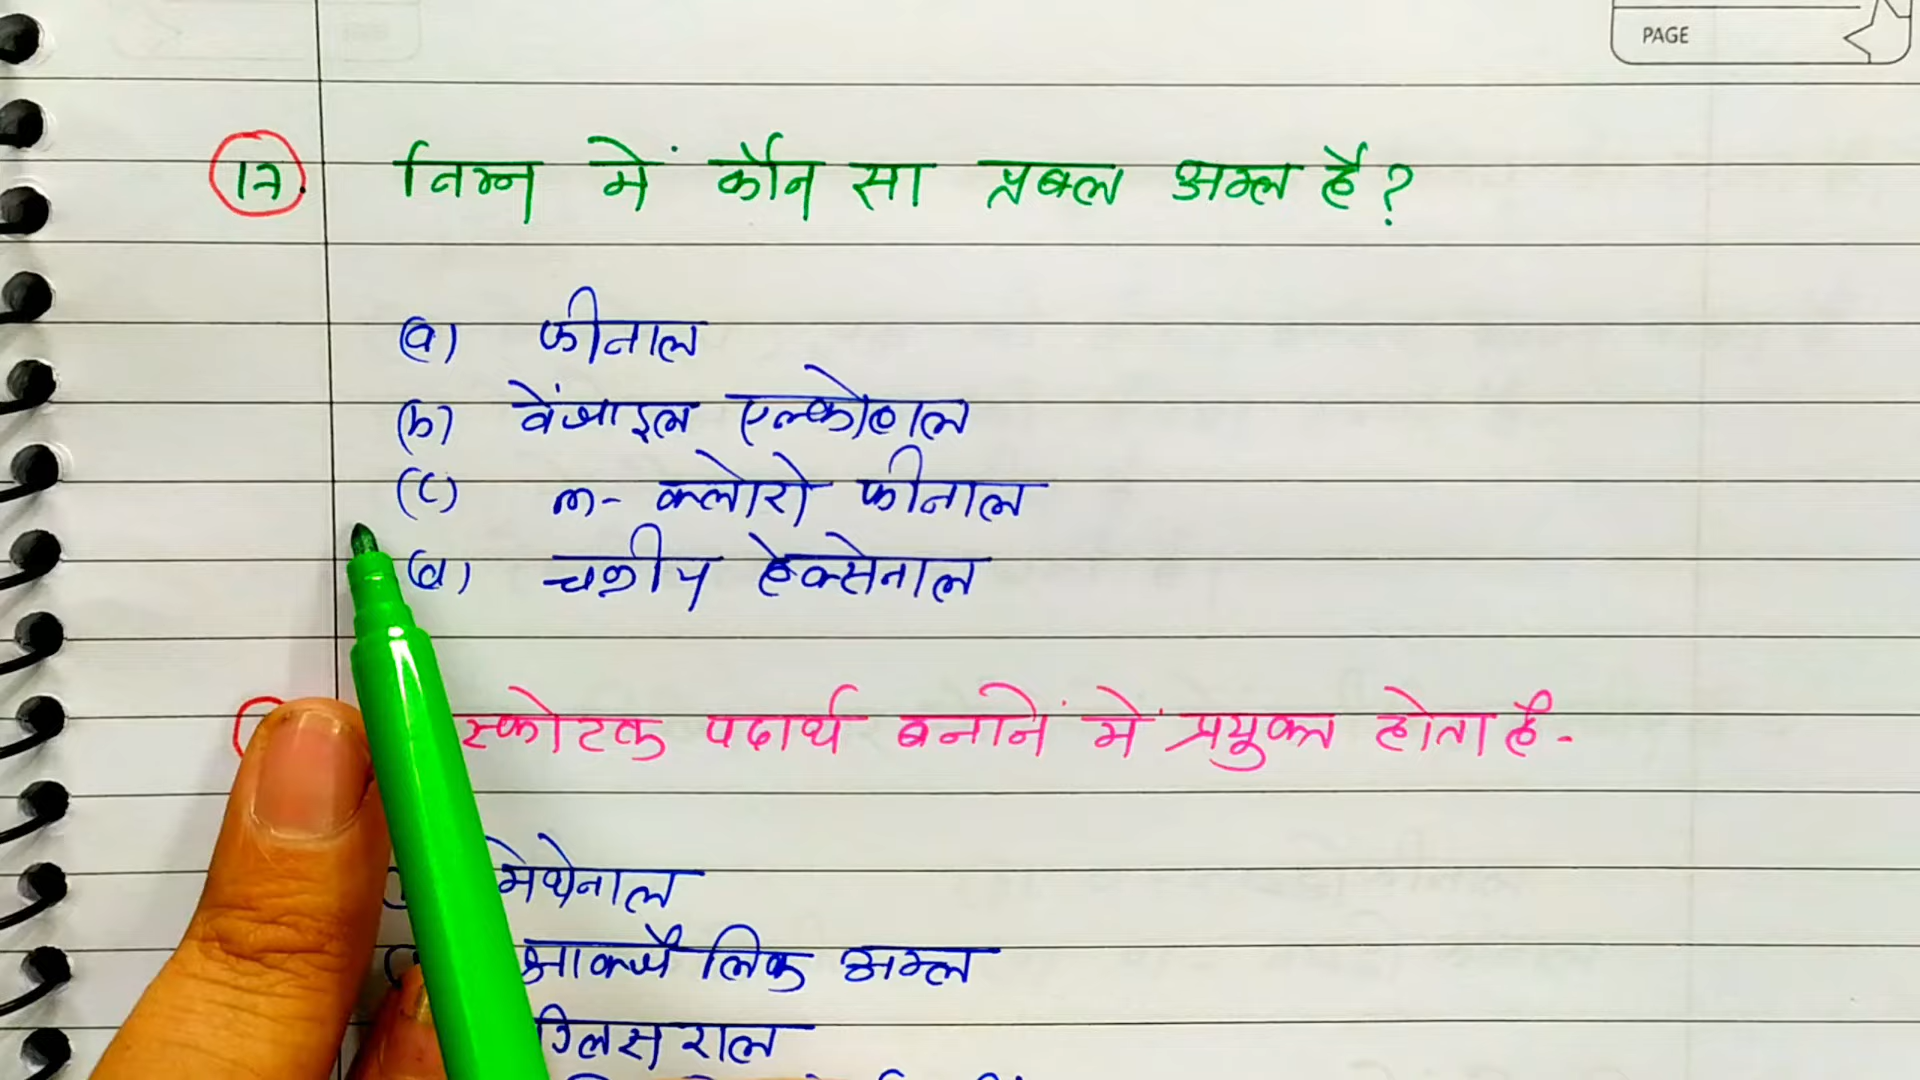 PAGE
17. निम्न में कौन सा प्रबल अम्ल है?
(a) फीनाल
(b) वेंजाइल एल्कोहाल
(c) m- क्लोरो फीनाल
(d) चक्रीय हेक्सेनाल
स्फोटक पदार्थ बनानें में प्रयुक्त होता है-
मेथेनाल
आक्जैलिक अम्ल
ग्लिसराल